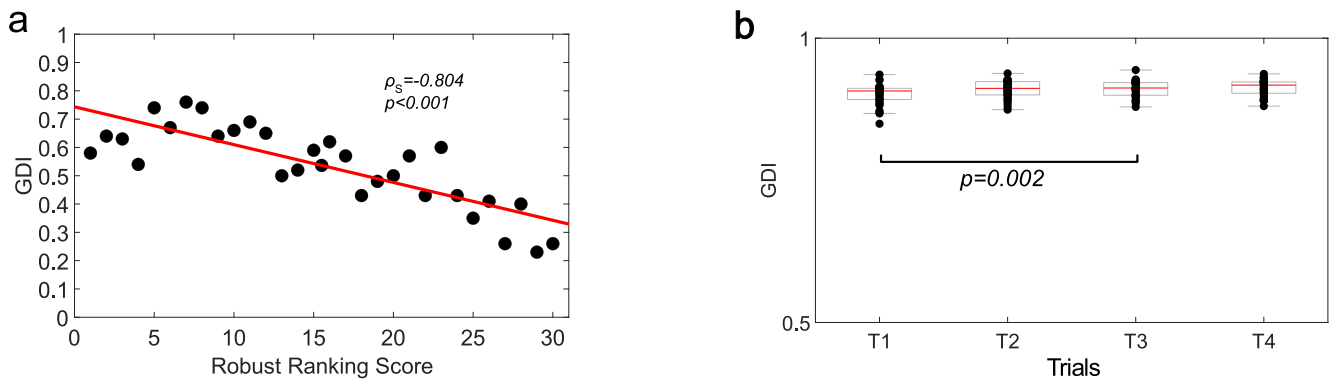 a
1
0.9
0.8
0.7
0.6
0.5
0.4
0.3
0.2
0.1
0
GDI
ρS=-0.804
p<0.001
0 5 10 15 20 25 30
Robust Ranking Score
b
1
0.5
GDI
p=0.002
T1 T2 T3 T4
Trials